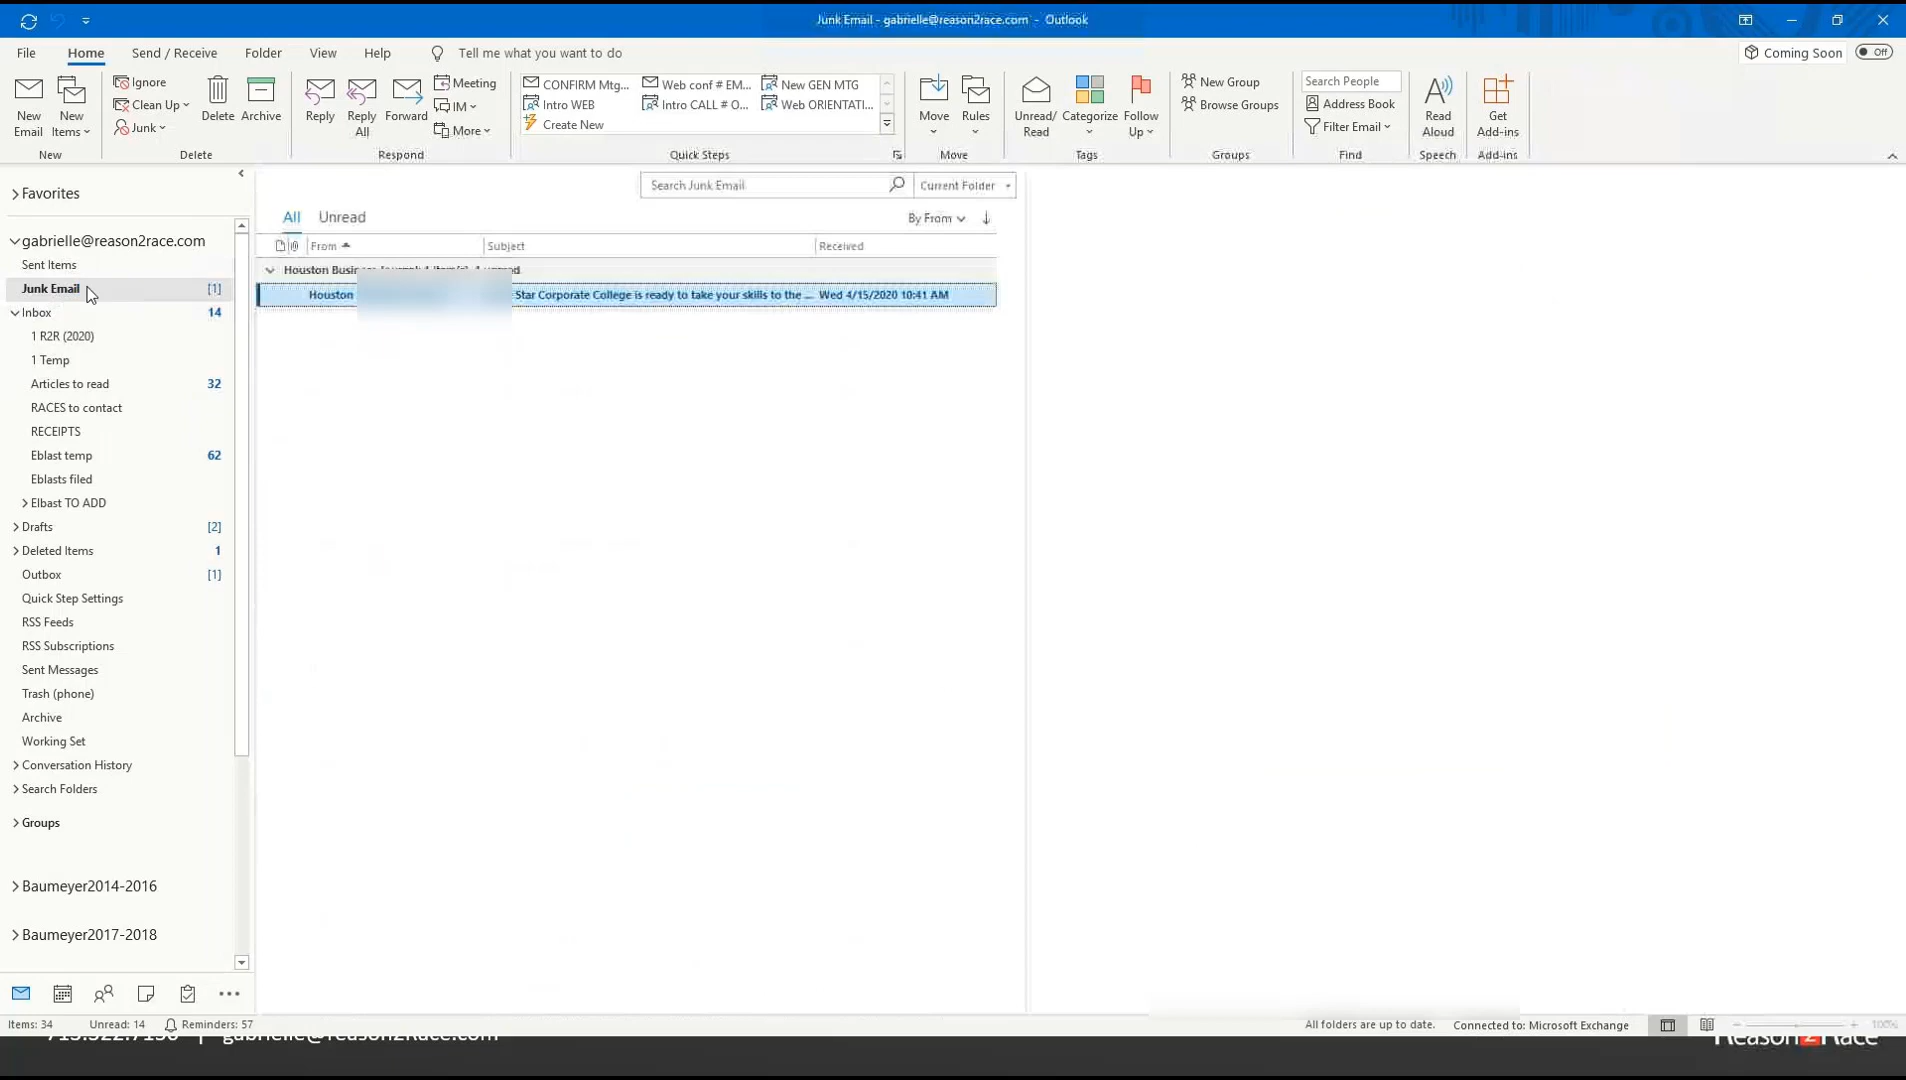 Junk Email - gabrielle@reason2race.com - Outlook
File Home Send / Receive Folder View Help Tell me what you want to do Coming Soon Off
Ignore Meeting CONFIRM Mtg... Web conf # EM... New GEN MTG New Group Search People
Clean Up IM Intro WEB Intro CALL # O... Web ORIENTATI... Browse Groups Address Book
Junk More Create New Filter Email
New Email New Items Delete Archive Reply Reply All Forward Move Rules Unread/ Read Categorize Follow Up Read Aloud Get Add-ins
New Delete Respond Quick Steps Move Tags Groups Find Speech Add-ins
Favorites
Search Junk Email Current Folder
All Unread By From
From Subject Received
Houston
Houston Star Corporate College is ready to take your skills to the ... Wed 4/15/2020 10:41 AM
gabrielle@reason2race.com
Sent Items
Junk Email [1]
Inbox 14
1 R2R (2020)
1 Temp
Articles to read 32
RACES to contact
RECEIPTS
Eblast temp 62
Eblasts filed
Elbast TO ADD
Drafts [2]
Deleted Items 1
Outbox [1]
Quick Step Settings
RSS Feeds
RSS Subscriptions
Sent Messages
Trash (phone)
Archive
Working Set
Conversation History
Search Folders
Groups
Baumeyer2014-2016
Baumeyer2017-2018
Items: 34 Unread: 14 Reminders: 57 All folders are up to date. Connected to: Microsoft Exchange 100%
| gabrielle@reason2Race.com Reason2Race